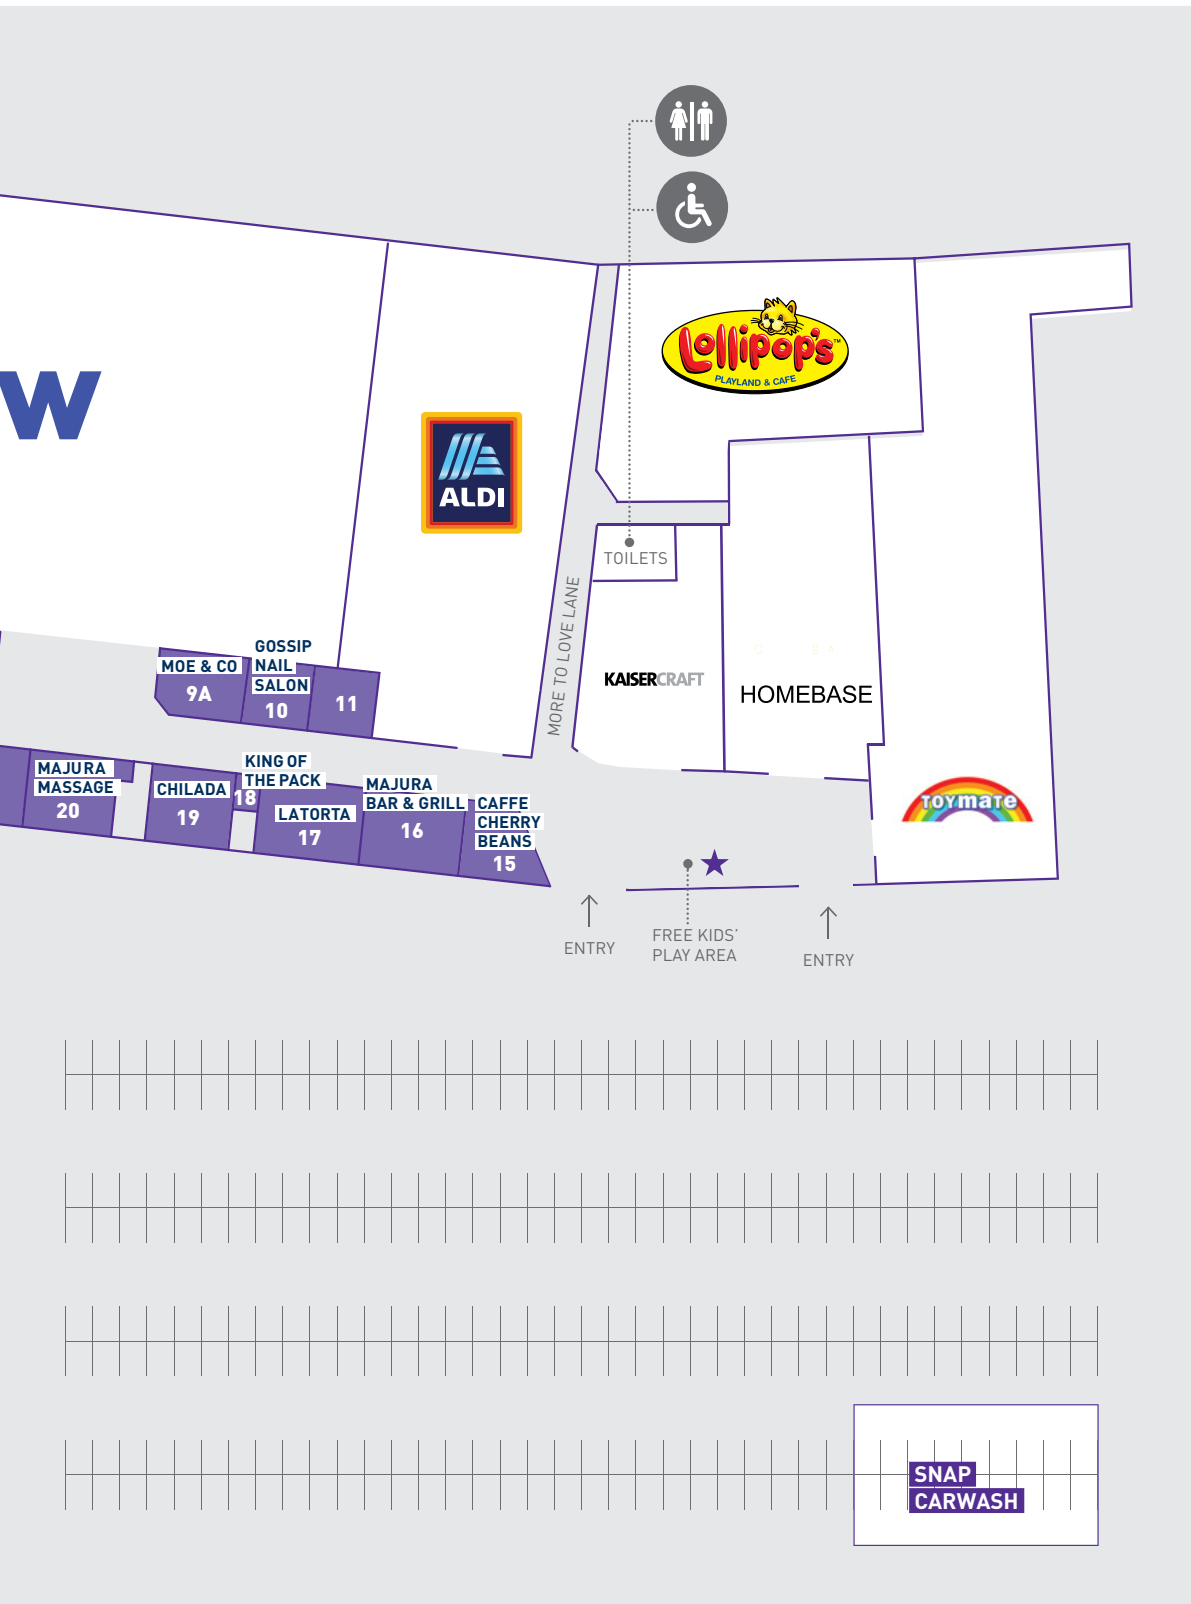 Lollipop's™
PLAYLAND & CAFE
W
ALDI
TOILETS
MORE TO LOVE LANE
GOSSIP
NAIL
SALON
10
MOE & CO
9A
11
KAISERCRAFT
HOMEBASE
MAJURA
MASSAGE
20
CHILADA
19
KING OF
THE PACK
18
LATORTA
17
MAJURA
BAR & GRILL
16
CAFFE
CHERRY
BEANS
15
TOYmaTe
ENTRY
FREE KIDS'
PLAY AREA
ENTRY
SNAP
CARWASH